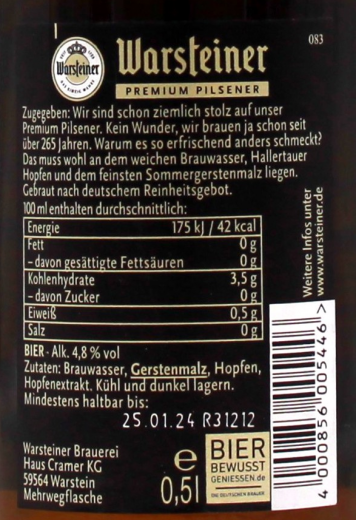 083
Warsteiner
Warsteiner
PREMIUM PILSENER
Zugegeben: Wir sind schon ziemlich stolz auf unser
Premium Pilsener. Kein Wunder, wir brauen ja schon seit
über 265 Jahren. Warum es so erfrischend anders schmeckt?
Das muss wohl an dem weichen Brauwasser, Hallertauer
Hopfen und dem feinsten Sommergerstenmalz liegen.
Gebraut nach deutschem Reinheitsgebot.
100 ml enthalten durchschnittlich:
Energie 175 kJ / 42 kcal
Fett 0 g
– davon gesättigte Fettsäuren 0 g
Kohlenhydrate 3,5 g
– davon Zucker 0 g
Eiweiß 0,5 g
Salz 0 g
BIER · Alk. 4,8 % vol
Zutaten: Brauwasser, Gerstenmalz, Hopfen,
Hopfenextrakt. Kühl und dunkel lagern.
Mindestens haltbar bis:
25.01.24 R31212
Warsteiner Brauerei
Haus Cramer KG
59564 Warstein
Mehrwegflasche
e
0,5l
BIER
BEWUSST
GENIESSEN.de
DIE DEUTSCHEN BRAUER
Weitere Infos unter
www.warsteiner.de
4 000856 005446 >